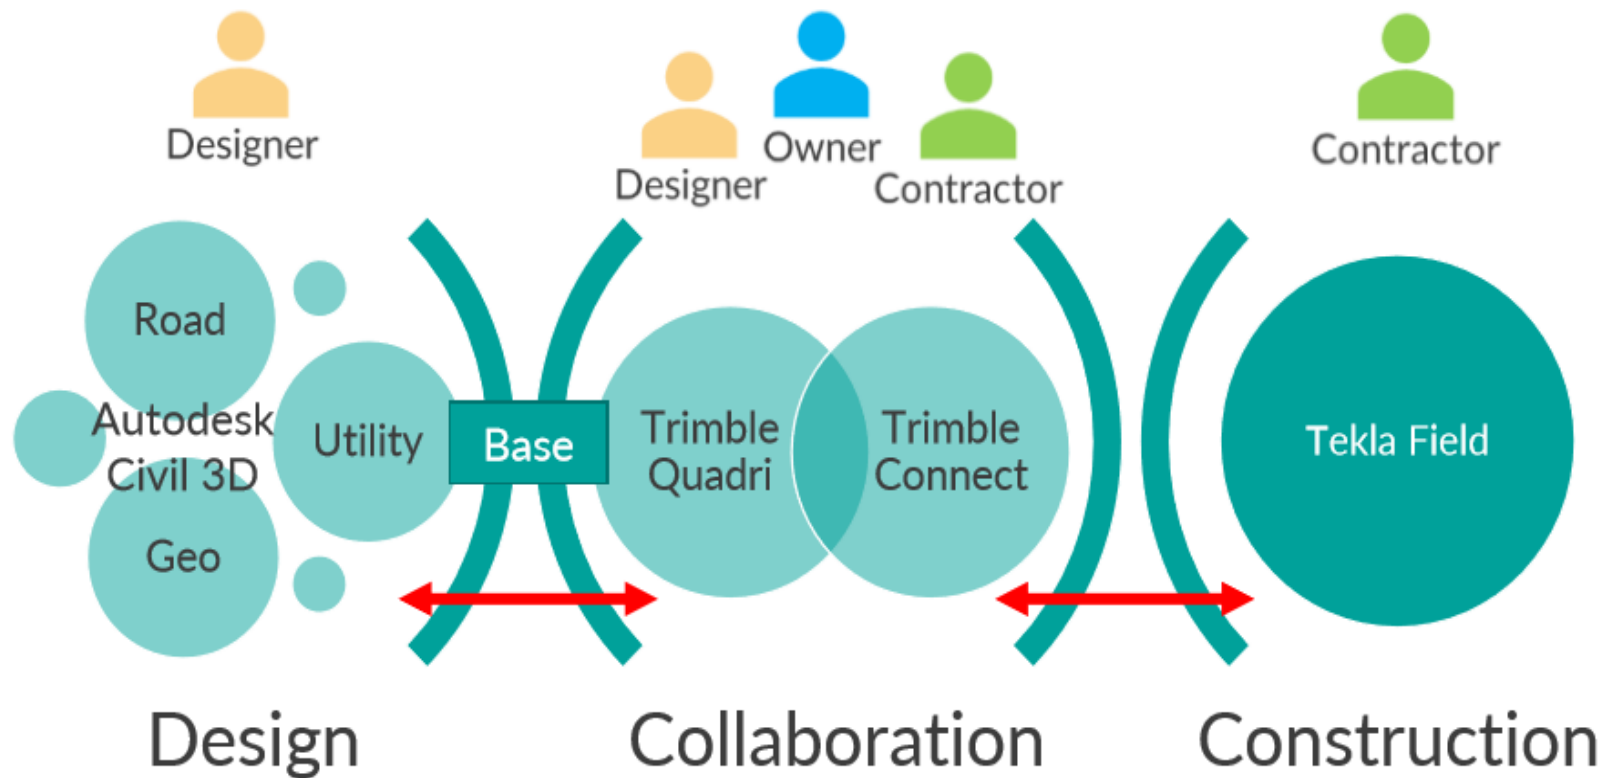 Designer
Designer
Owner
Contractor
Contractor
Road
Autodesk
Civil 3D
Utility
Geo
Base
Trimble
Quadri
Trimble
Connect
Tekla Field
Design
Collaboration
Construction